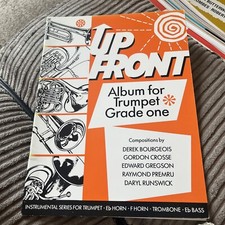 UP
FRONT
Album for
Trumpet
Grade one
Compositions by
DEREK BOURGEOIS
GORDON CROSSE
EDWARD GREGSON
RAYMOND PREMRU
DARYL RUNSWICK
INSTRUMENTAL SERIES FOR TRUMPET · E♭ HORN · F HORN · TROMBONE · E♭ BASS